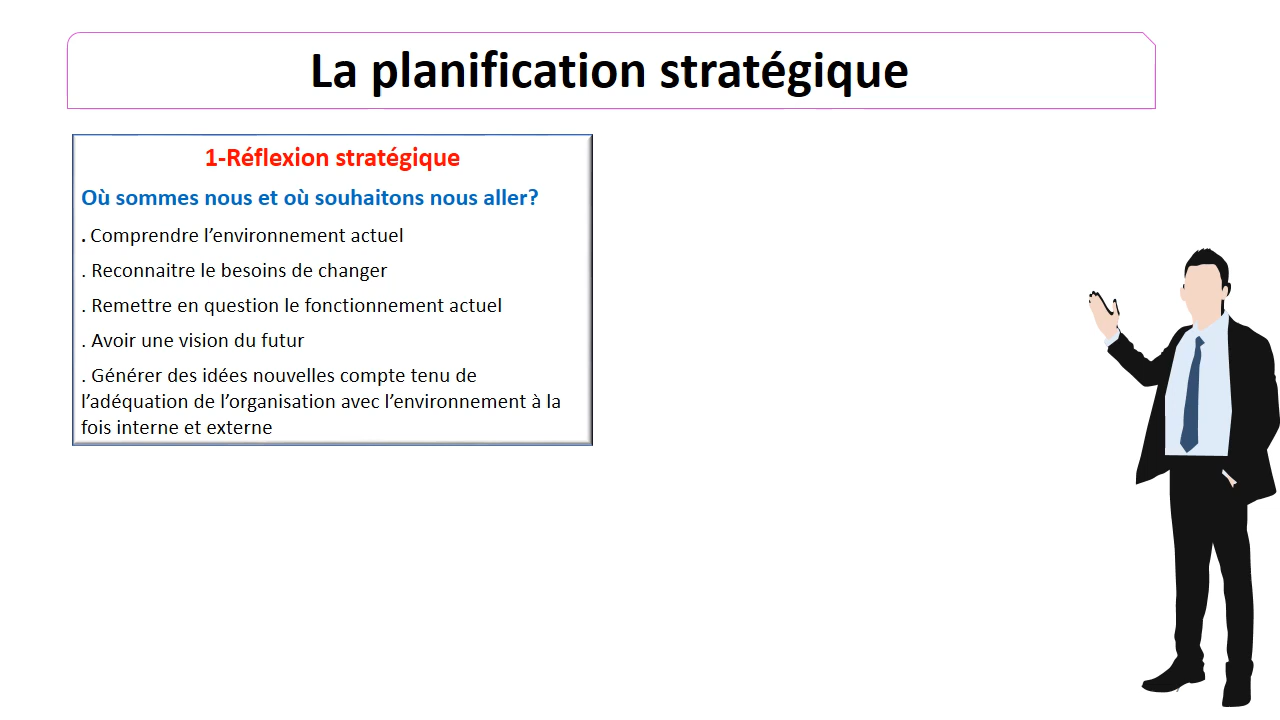 La planification stratégique
1-Réflexion stratégique
Où sommes nous et où souhaitons nous aller?
. Comprendre l’environnement actuel
. Reconnaitre le besoins de changer
. Remettre en question le fonctionnement actuel
. Avoir une vision du futur
. Générer des idées nouvelles compte tenu de
l’adéquation de l’organisation avec l’environnement à la
fois interne et externe